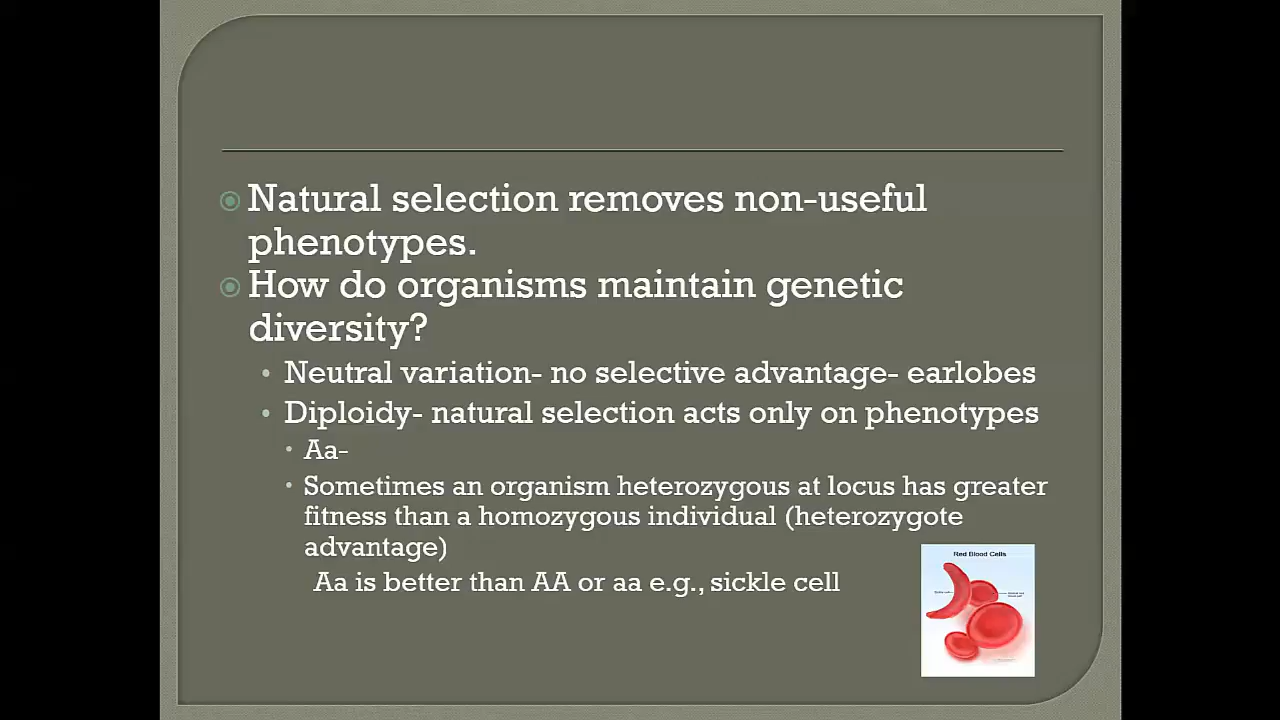 Natural selection removes non-useful
phenotypes.
How do organisms maintain genetic
diversity?
Neutral variation- no selective advantage- earlobes
Diploidy- natural selection acts only on phenotypes
Aa-
Sometimes an organism heterozygous at locus has greater
fitness than a homozygous individual (heterozygote
advantage)
Aa is better than AA or aa e.g., sickle cell
Red Blood Cells